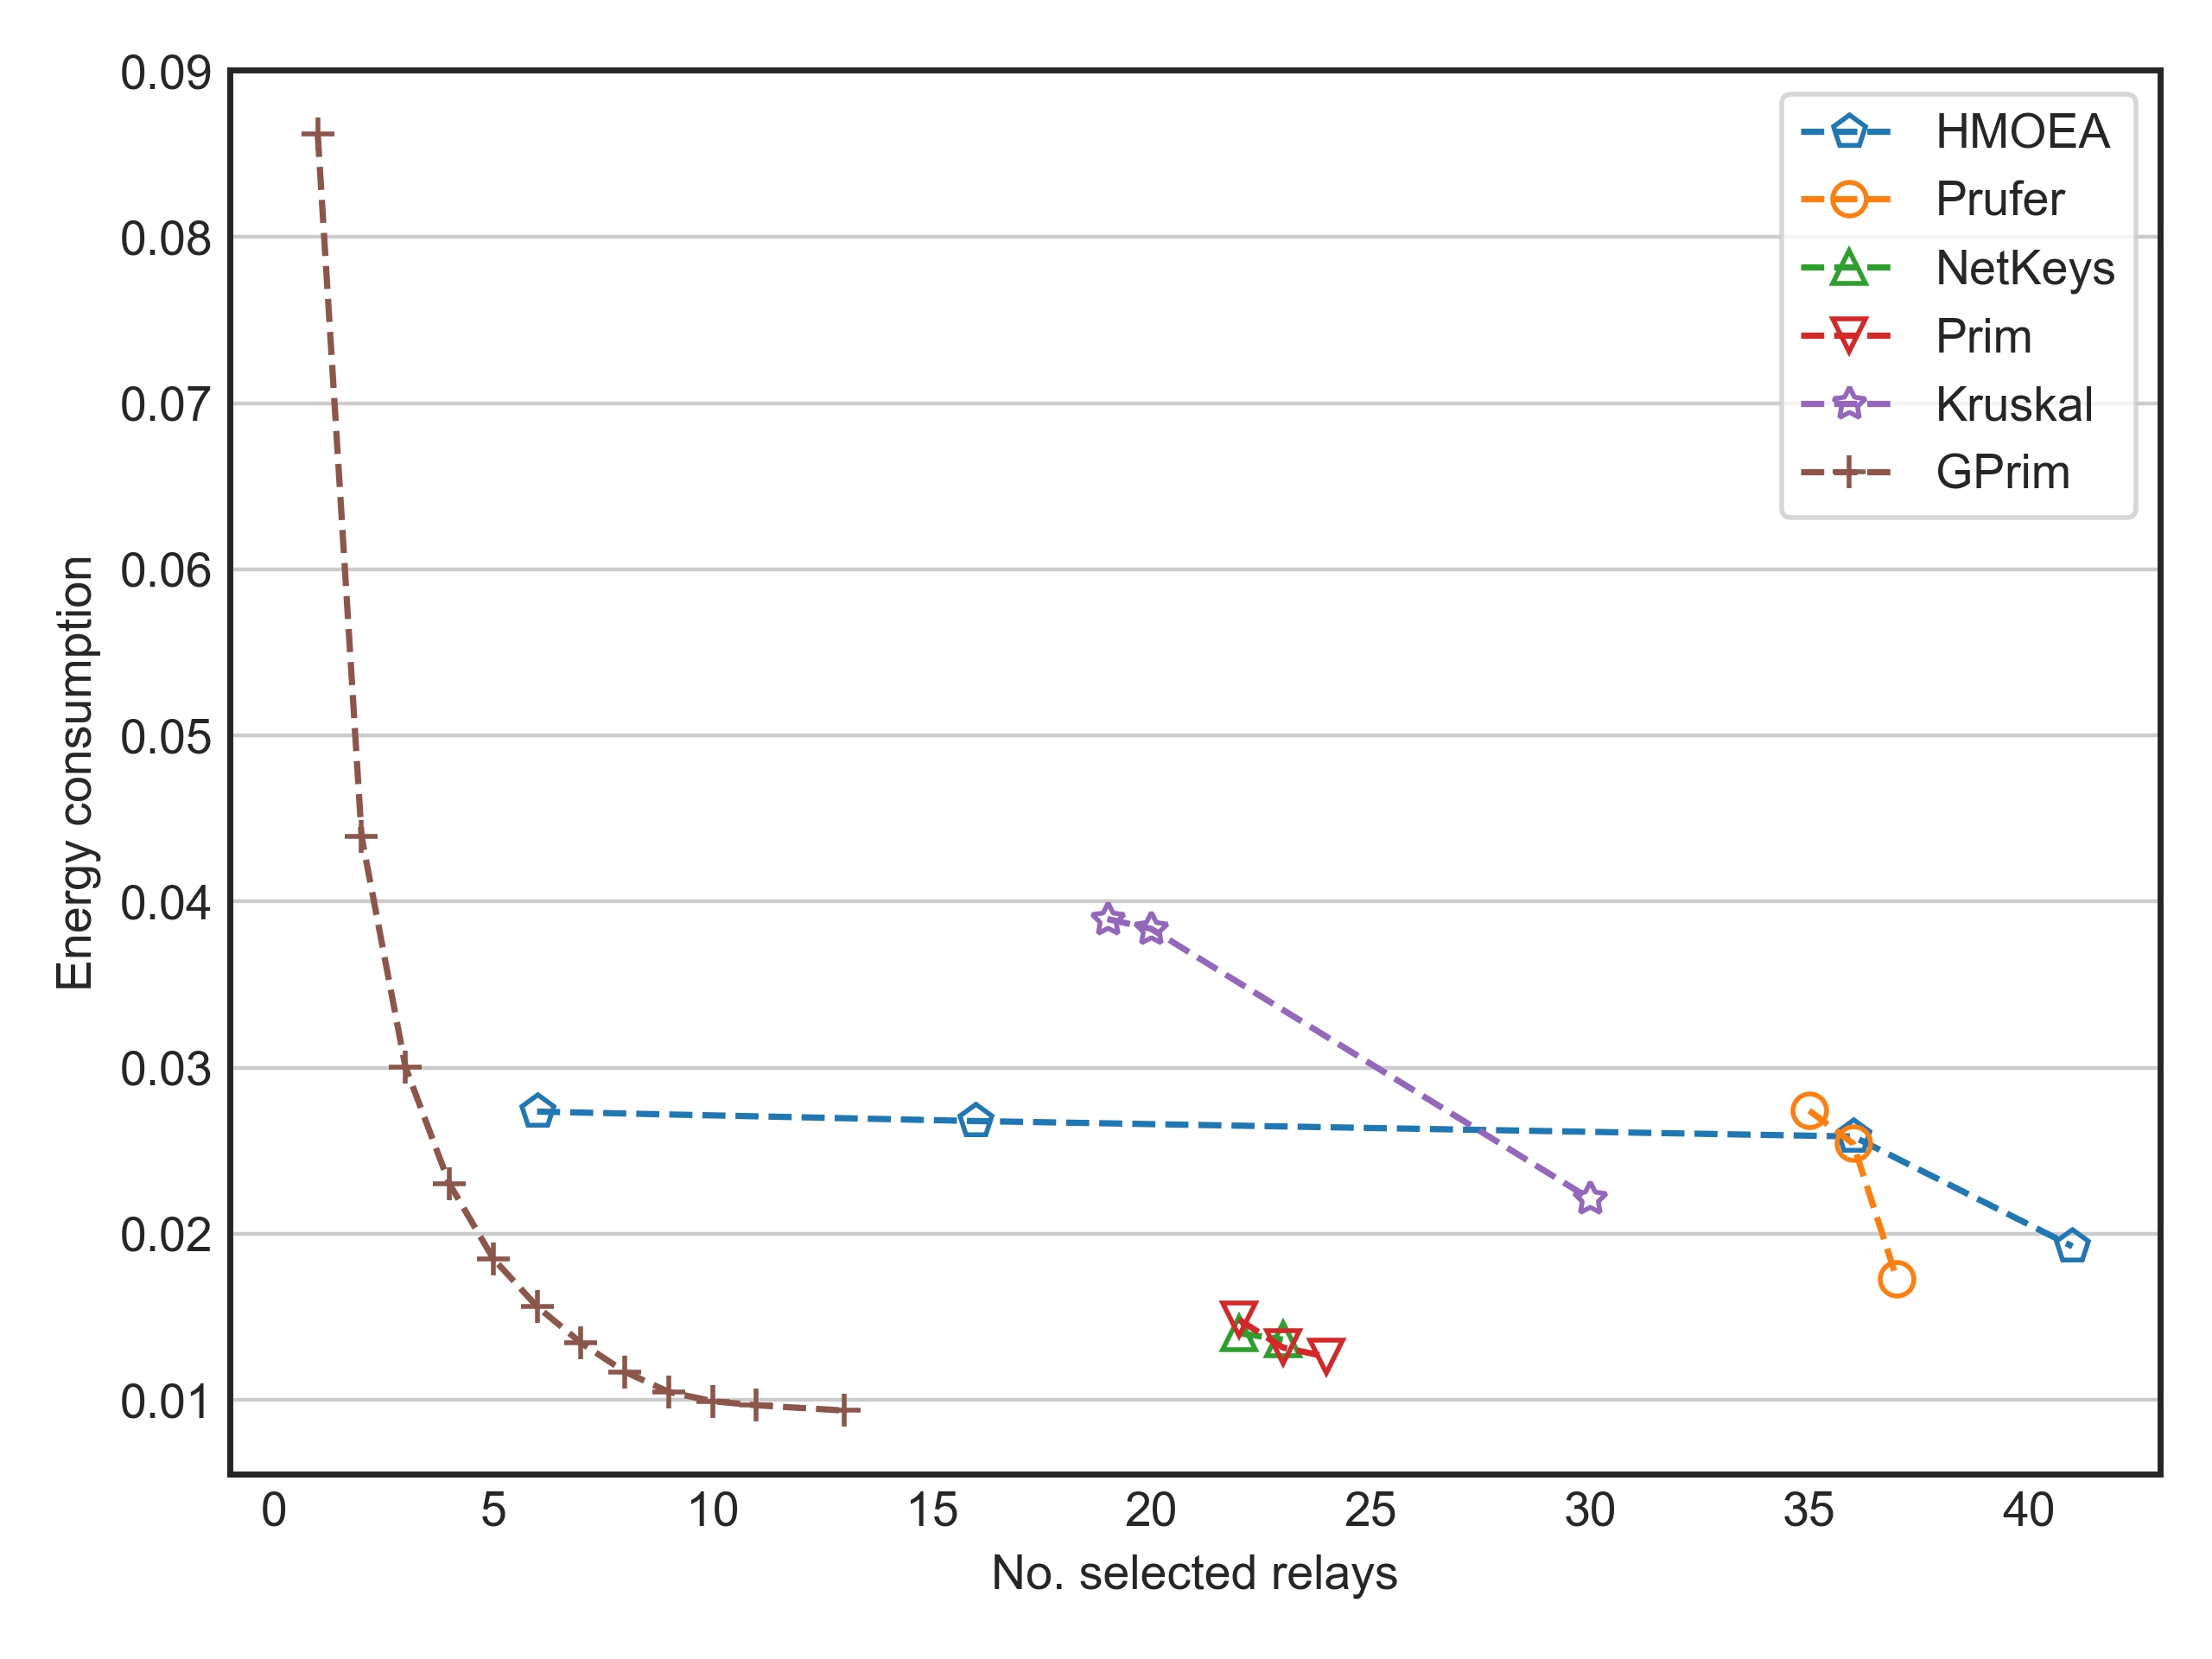 0.09
0.08
0.07
0.06
0.05
0.04
0.03
0.02
0.01
Energy consumption
HMOEA
Prufer
NetKeys
Prim
Kruskal
GPrim
0 5 10 15 20 25 30 35 40
No. selected relays